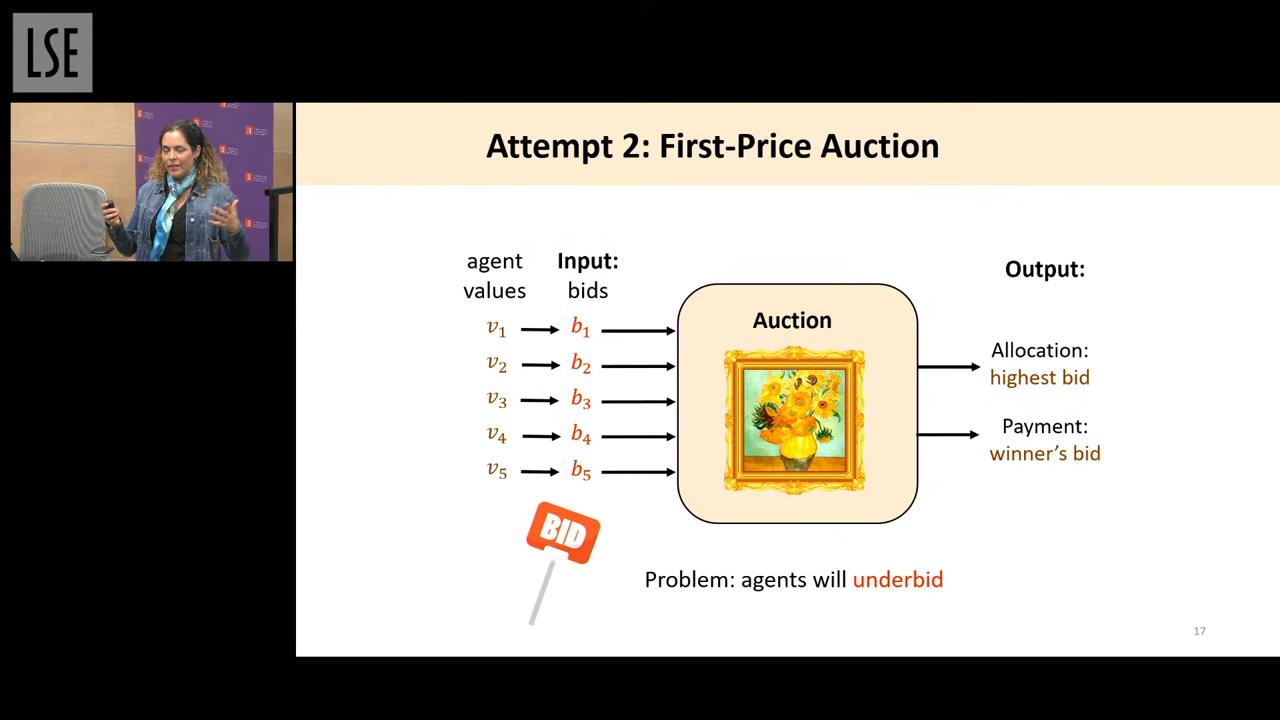 LSE
Attempt 2: First-Price Auction
agent
values
Input:
bids
Output:
v1
b1
v2
b2
v3
b3
v4
b4
v5
b5
Auction
Allocation:
highest bid
Payment:
winner's bid
BID
Problem: agents will underbid
17